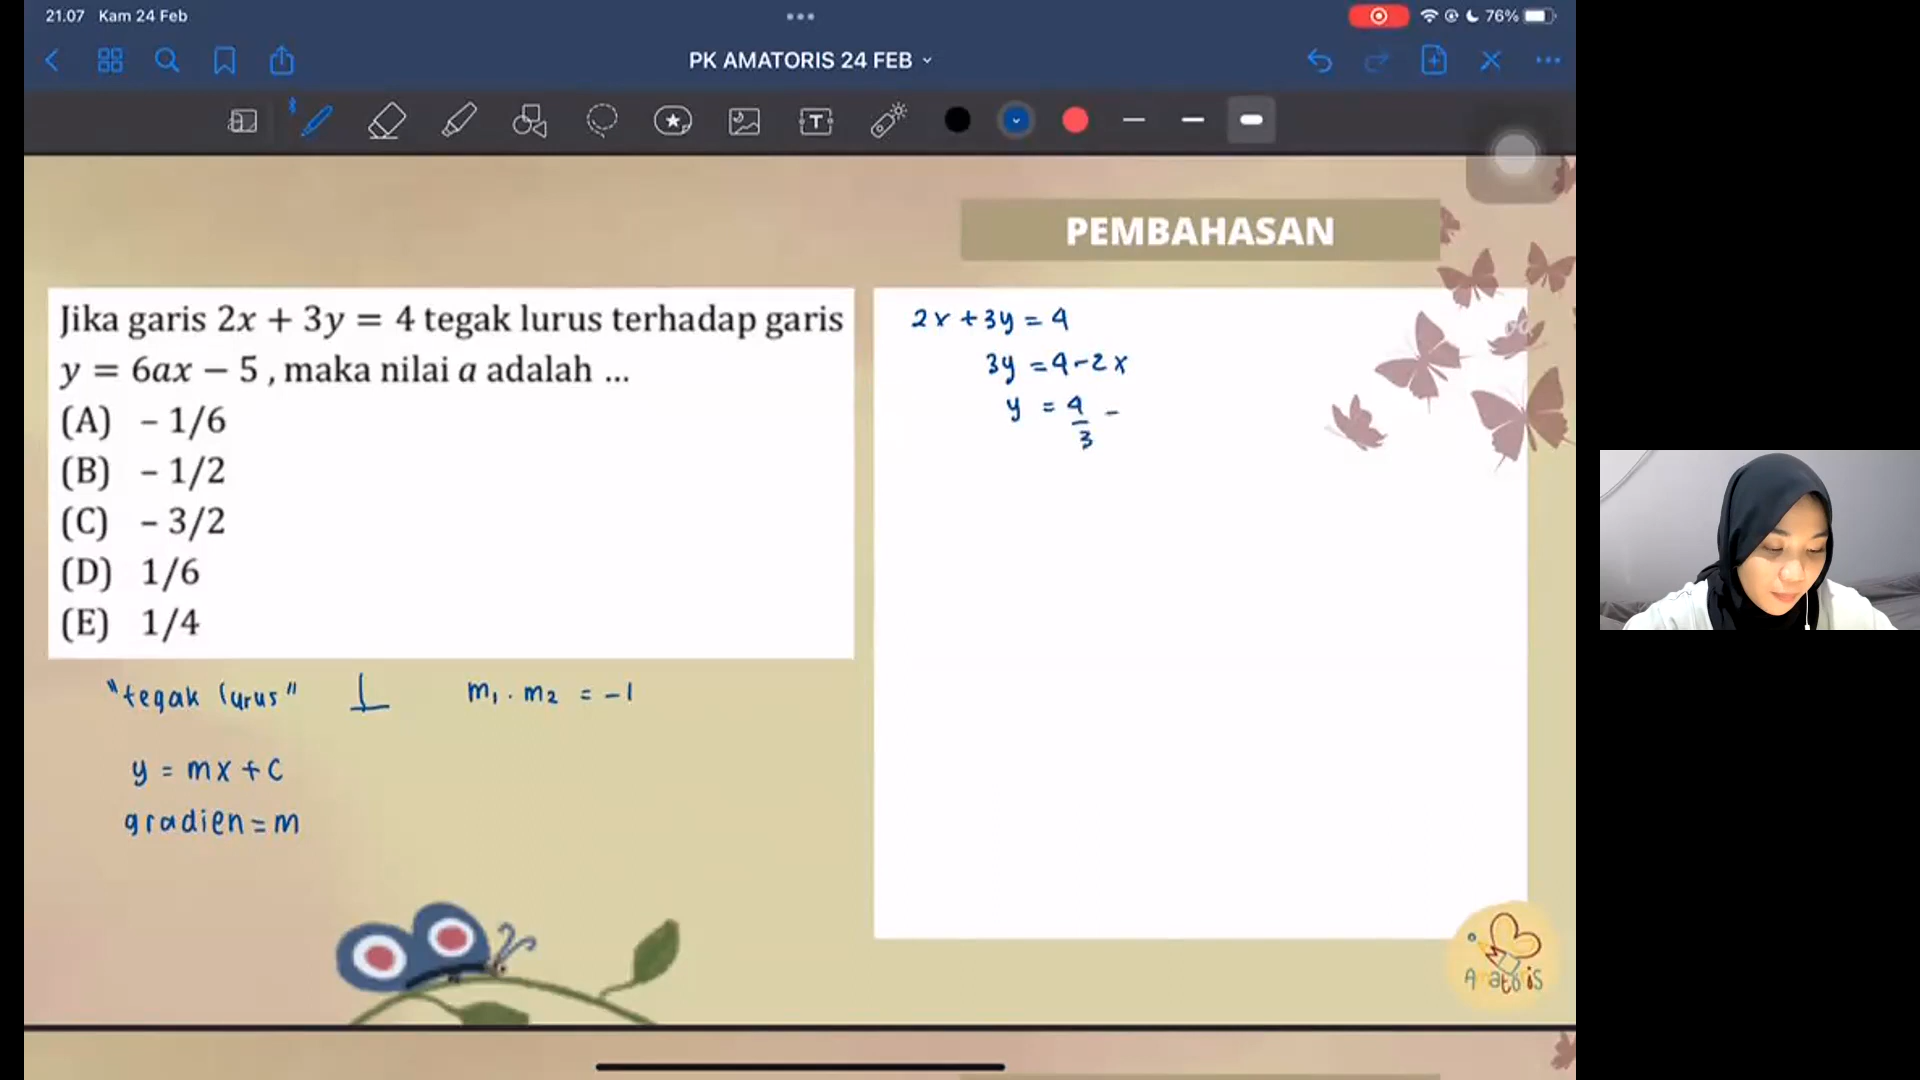 21.07 Kam 24 Feb
76%
PK AMATORIS 24 FEB
T
PEMBAHASAN
Jika garis 2x + 3y = 4 tegak lurus terhadap garis
y = 6ax − 5 , maka nilai a adalah ...
(A) – 1/6
(B) – 1/2
(C) – 3/2
(D) 1/6
(E) 1/4
"tegak lurus" ⊥ m₁ . m₂ = -1
y = mx + c
gradien = m
2x + 3y = 4
3y = 4 - 2x
y = 4/3 -
Amatoris